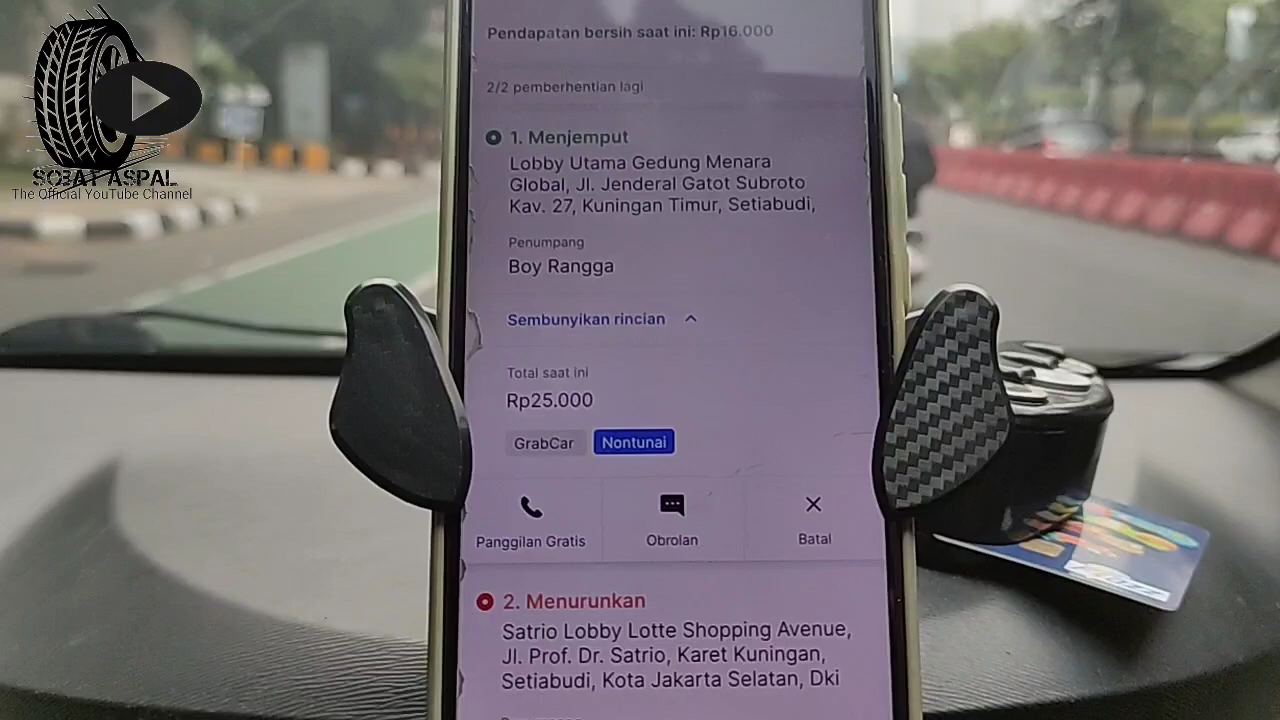 SOBAT ASPAL
The Official YouTube Channel
Pendapatan bersih saat ini: Rp16.000
2/2 pemberhentian lagi
1. Menjemput
Lobby Utama Gedung Menara
Global, Jl. Jenderal Gatot Subroto
Kav. 27, Kuningan Timur, Setiabudi,
Penumpang
Boy Rangga
Sembunyikan rincian
Total saat ini
Rp25.000
GrabCar
Nontunai
Panggilan Gratis
Obrolan
Batal
2. Menurunkan
Satrio Lobby Lotte Shopping Avenue,
Jl. Prof. Dr. Satrio, Karet Kuningan,
Setiabudi, Kota Jakarta Selatan, Dki